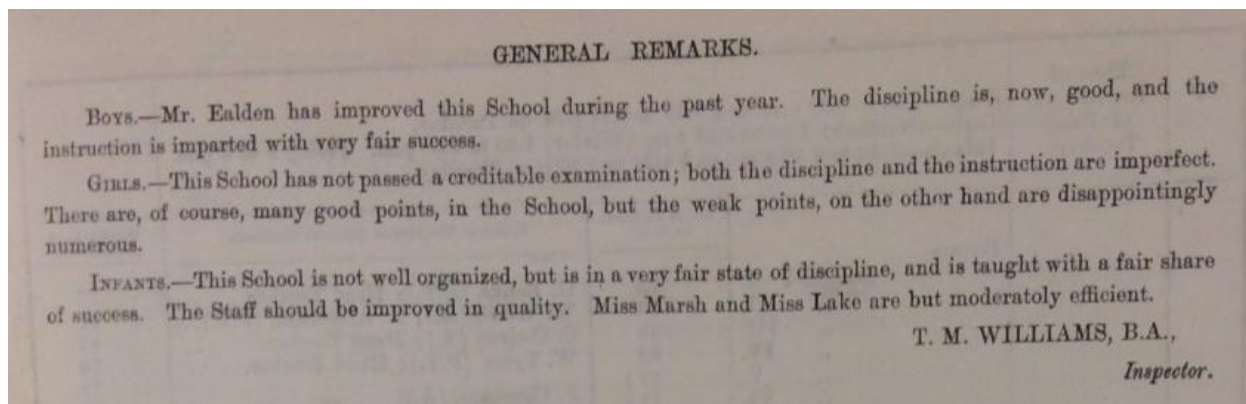 GENERAL REMARKS.
BOYS.—Mr. Ealden has improved this School during the past year. The discipline is, now, good, and the
instruction is imparted with very fair success.
GIRLS.—This School has not passed a creditable examination; both the discipline and the instruction are imperfect.
There are, of course, many good points, in the School, but the weak points, on the other hand are disappointingly
numerous.
INFANTS.—This School is not well organized, but is in a very fair state of discipline, and is taught with a fair share
of success. The Staff should be improved in quality. Miss Marsh and Miss Lake are but moderately efficient.
T. M. WILLIAMS, B.A.,
Inspector.